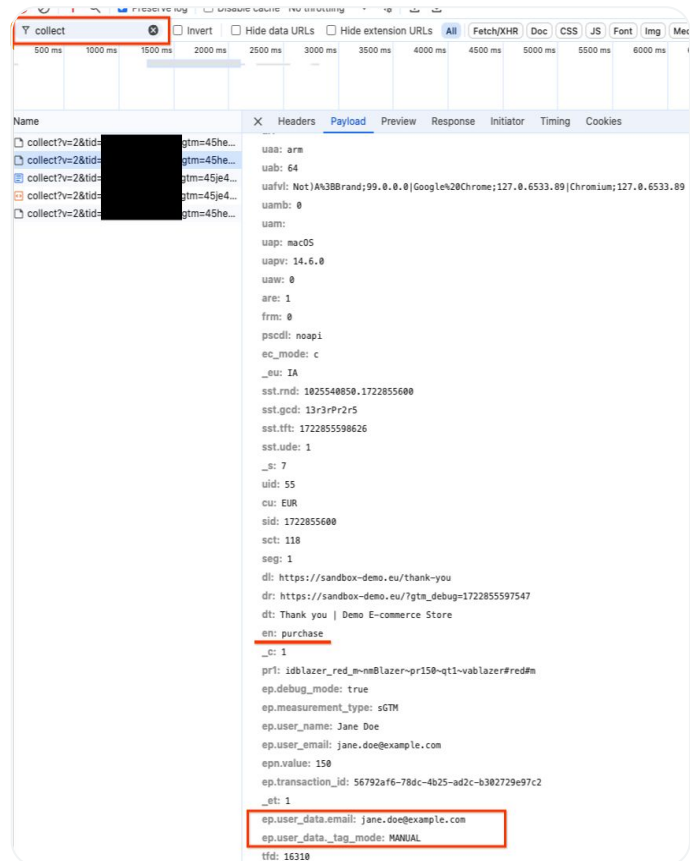 Preserve log Disable cache No throttling
collect Invert Hide data URLs Hide extension URLs All Fetch/XHR Doc CSS JS Font Img
500 ms 1000 ms 1500 ms 2000 ms 2500 ms 3000 ms 3500 ms 4000 ms 4500 ms 5000 ms 5500 ms 6000 ms
Name Headers Payload Preview Response Initiator Timing Cookies
collect?v=2&tid= gtm=45he...
collect?v=2&tid= gtm=45he...
collect?v=2&tid= gtm=45je4...
collect?v=2&tid= gtm=45je4...
collect?v=2&tid= gtm=45he...
uaa: arm
uab: 64
uafvl: Not)A%3BBrand;99.0.0.0|Google%20Chrome;127.0.6533.89|Chromium;127.0.6533.89
uamb: 0
uam:
uap: macOS
uapv: 14.6.0
uaw: 0
are: 1
frm: 0
pscdl: noapi
ec_mode: c
_eu: IA
sst.rnd: 1025540850.1722855600
sst.gcd: 13r3rPr2r5
sst.tft: 1722855598626
sst.ude: 1
_s: 7
uid: 55
cu: EUR
sid: 1722855600
sct: 118
seg: 1
dl: https://sandbox-demo.eu/thank-you
dr: https://sandbox-demo.eu/?gtm_debug=1722855597547
dt: Thank you | Demo E-commerce Store
en: purchase
_c: 1
pr1: idblazer_red_m~nmBlazer~pr150~qt1~vablazer#red#m
ep.debug_mode: true
ep.measurement_type: sGTM
ep.user_name: Jane Doe
ep.user_email: jane.doe@example.com
epn.value: 150
ep.transaction_id: 56792af6-78dc-4b25-ad2c-b302729e97c2
_et: 1
ep.user_data.email: jane.doe@example.com
ep.user_data._tag_mode: MANUAL
tfd: 16310